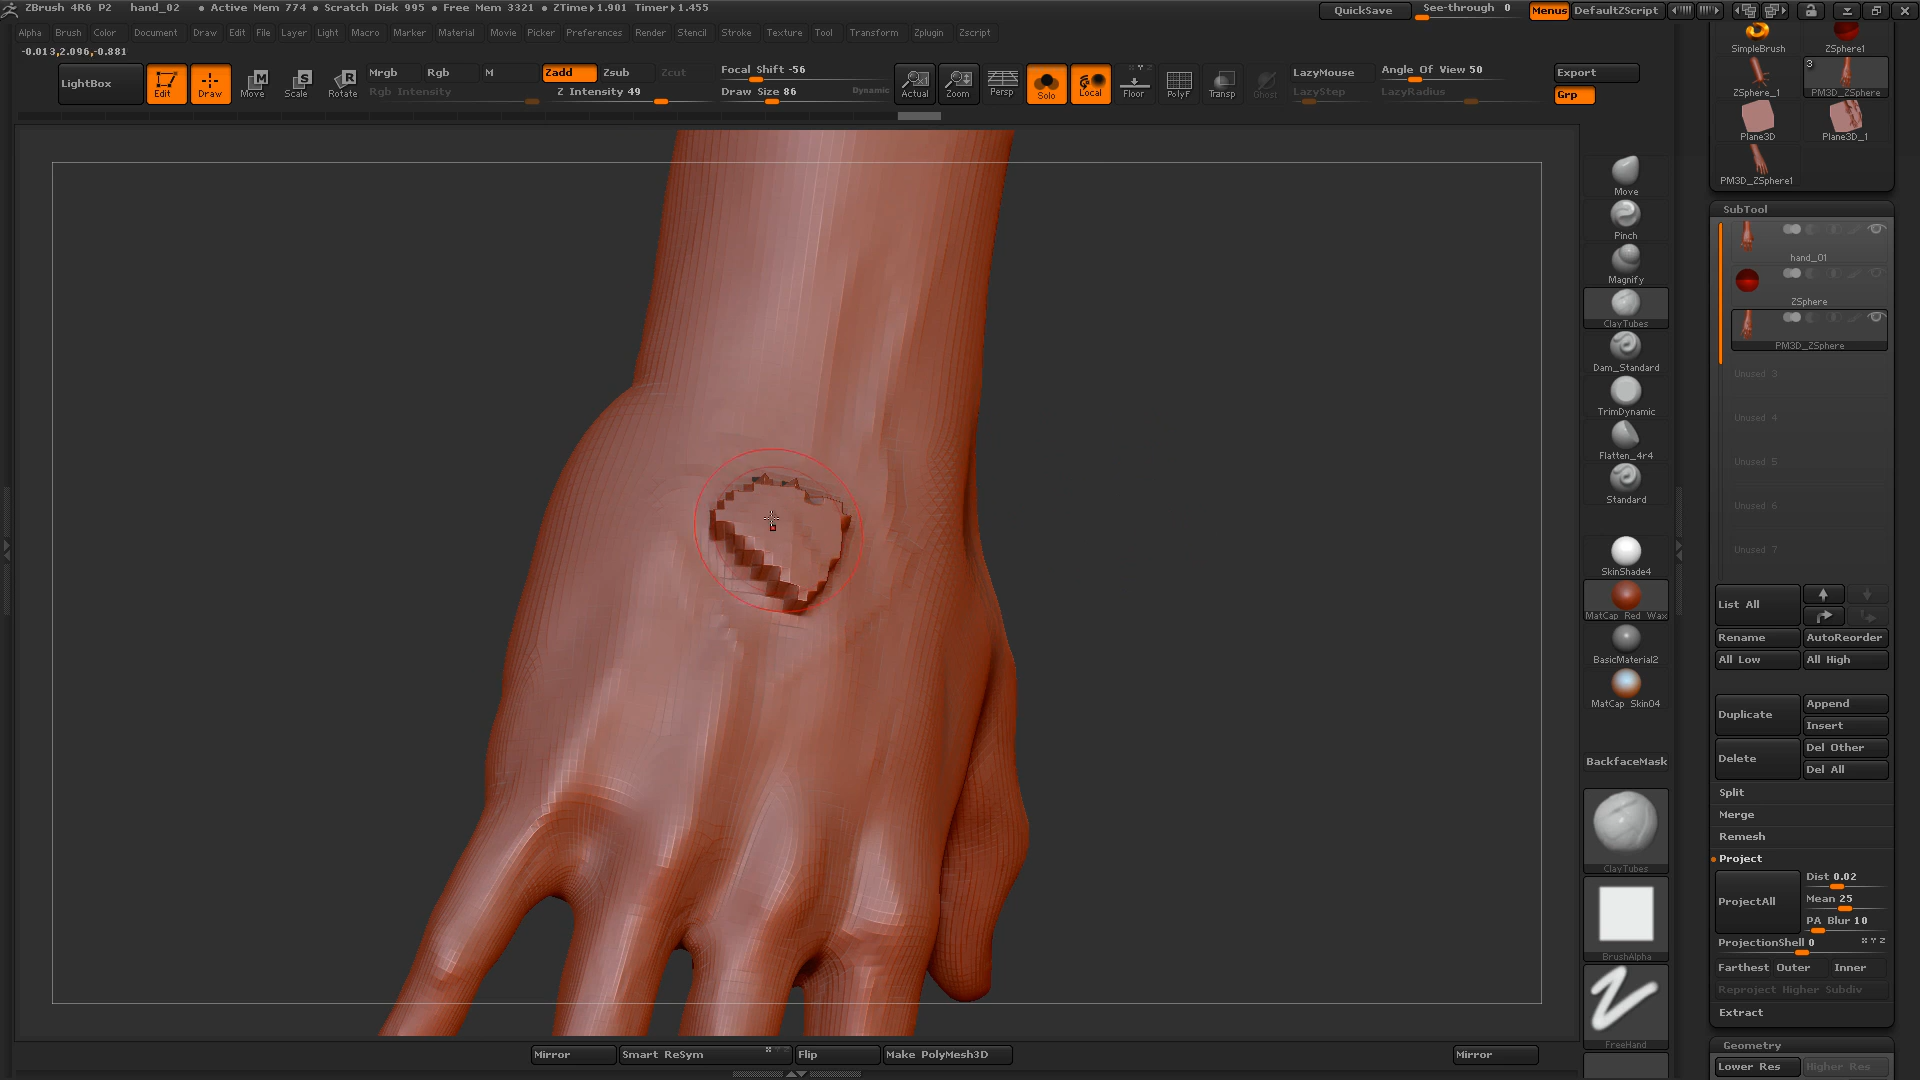 ZBrush 4R6 P2 hand_02 • Active Mem 774 • Scratch Disk 995 • Free Mem 3321 • ZTime▸1.901 Timer▸1.455
QuickSave See-through 0 Menus DefaultZScript
Alpha Brush Color Document Draw Edit File Layer Light Macro Marker Material Movie Picker Preferences Render Stencil Stroke Texture Tool Transform Zplugin Zscript
-0.013,2.096,-0.881
LightBox Edit Draw Move Scale Rotate
Mrgb Rgb M Zadd Zsub Zcut
Rgb Intensity Z Intensity 49
Focal Shift -56
Draw Size 86 Dynamic
Actual Zoom Persp Solo Local Floor PolyF Transp Ghost
LazyMouse Angle Of View 50
LazyStep LazyRadius
Export
Grp
SimpleBrush ZSphere1
ZSphere_1 3 PM3D_ZSphere
Plane3D Plane3D_1
PM3D_ZSphere1
SubTool
hand_01
ZSphere
PM3D_ZSphere
Unused 3
Unused 4
Unused 5
Unused 6
Unused 7
List All
Rename AutoReorder
All Low All High
Duplicate Append
Insert
Delete Del Other
Del All
Split
Merge
Remesh
Project
ProjectAll Dist 0.02
Mean 25
PA Blur 10
ProjectionShell 0 X Y Z
Farthest Outer Inner
Reproject Higher Subdiv
Extract
Geometry
Lower Res Higher Res
Move
Pinch
Magnify
ClayTubes
Dam_Standard
TrimDynamic
Flatten_4r4
Standard
SkinShade4
MatCap Red Wax
BasicMaterial2
MatCap Skin04
BackfaceMask
ClayTubes
BrushAlpha
FreeHand
Mirror Smart ReSym Flip Make PolyMesh3D Mirror